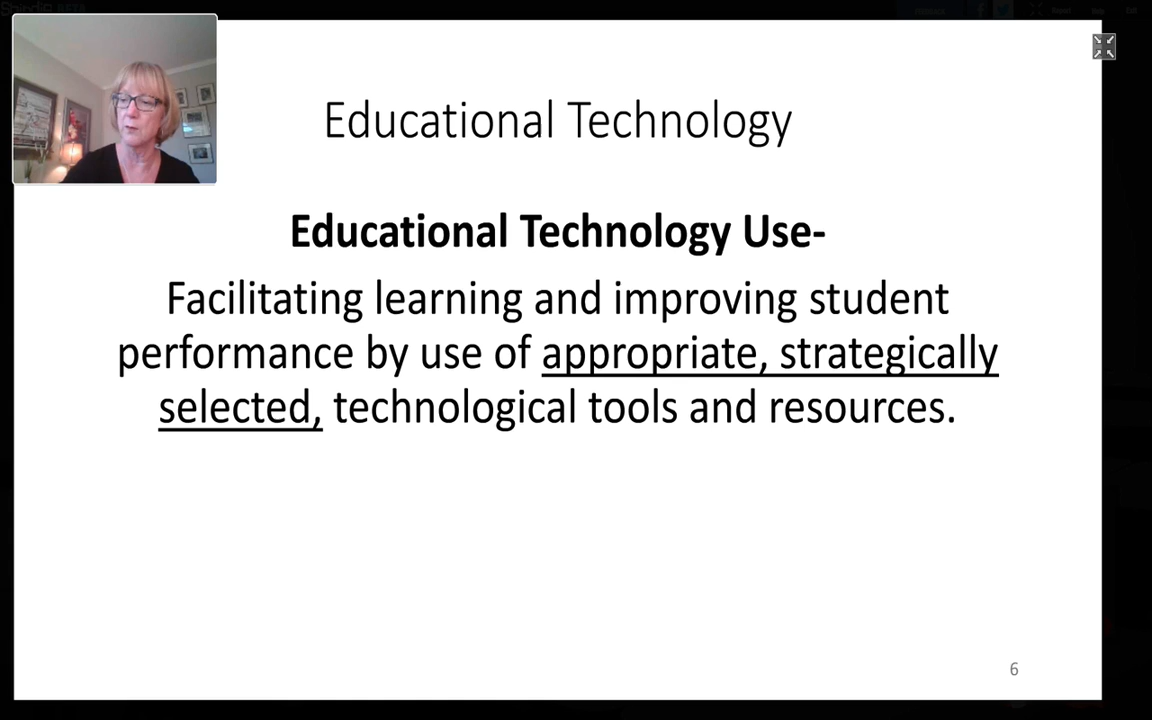 Educational Technology
Educational Technology Use-
Facilitating learning and improving student
performance by use of appropriate, strategically
selected, technological tools and resources.
6